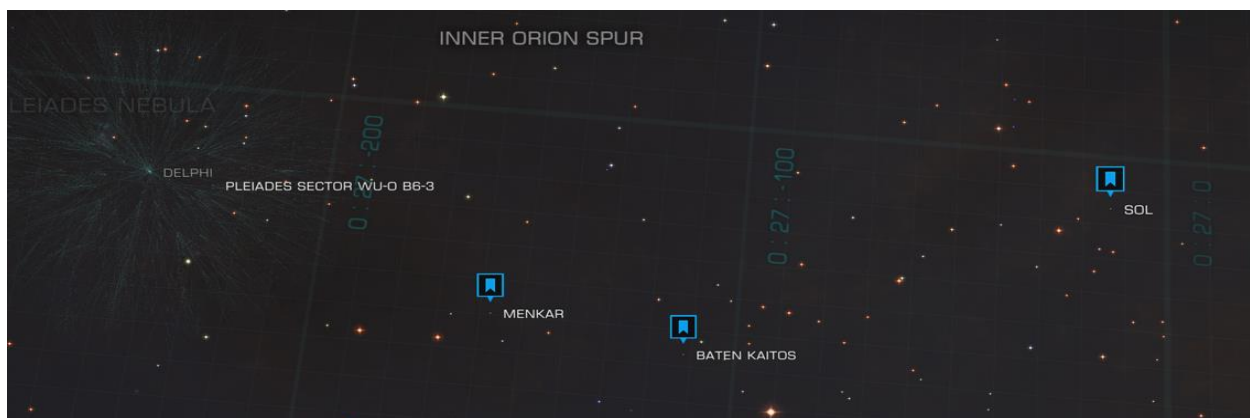 INNER ORION SPUR
LEIADES NEBULA
DELPHI
PLEIADES SECTOR WU-O B6-3
0 : 27 : -200
0 : 27 : -100
0 : 27 : 0
SOL
MENKAR
BATEN KAITOS